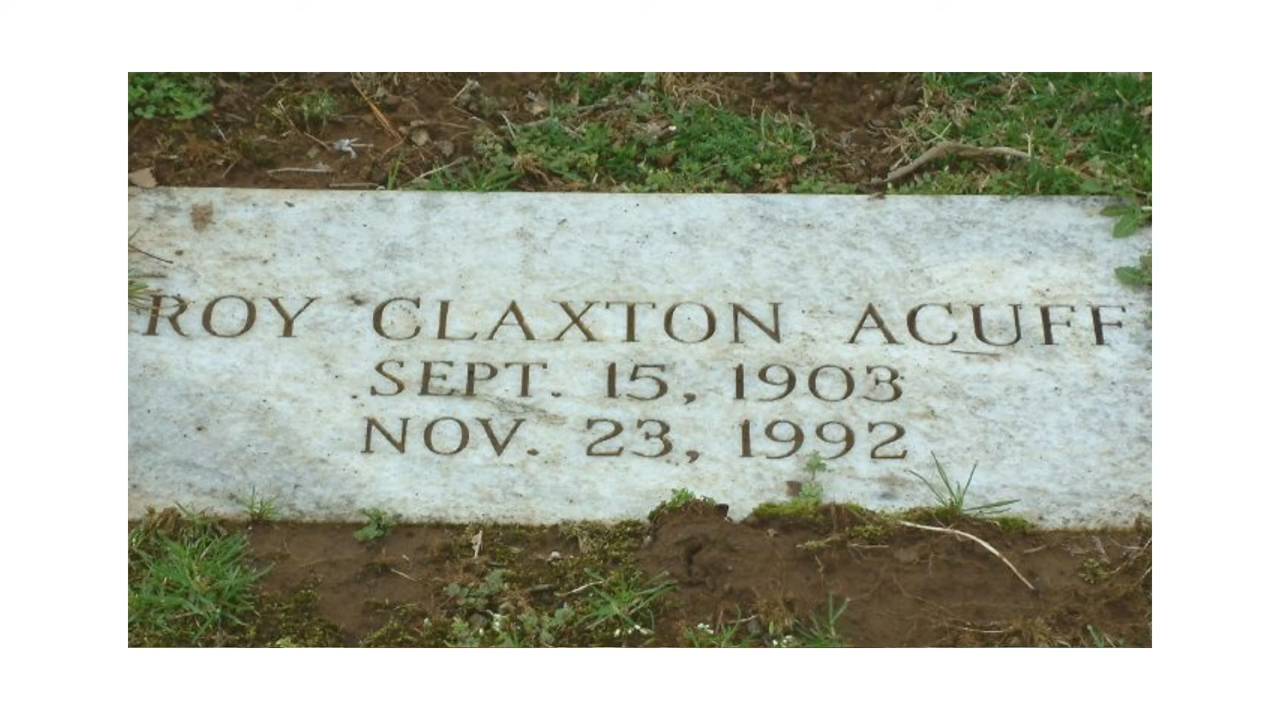 ROY CLAXTON ACUFF
SEPT. 15, 1903
NOV. 23, 1992